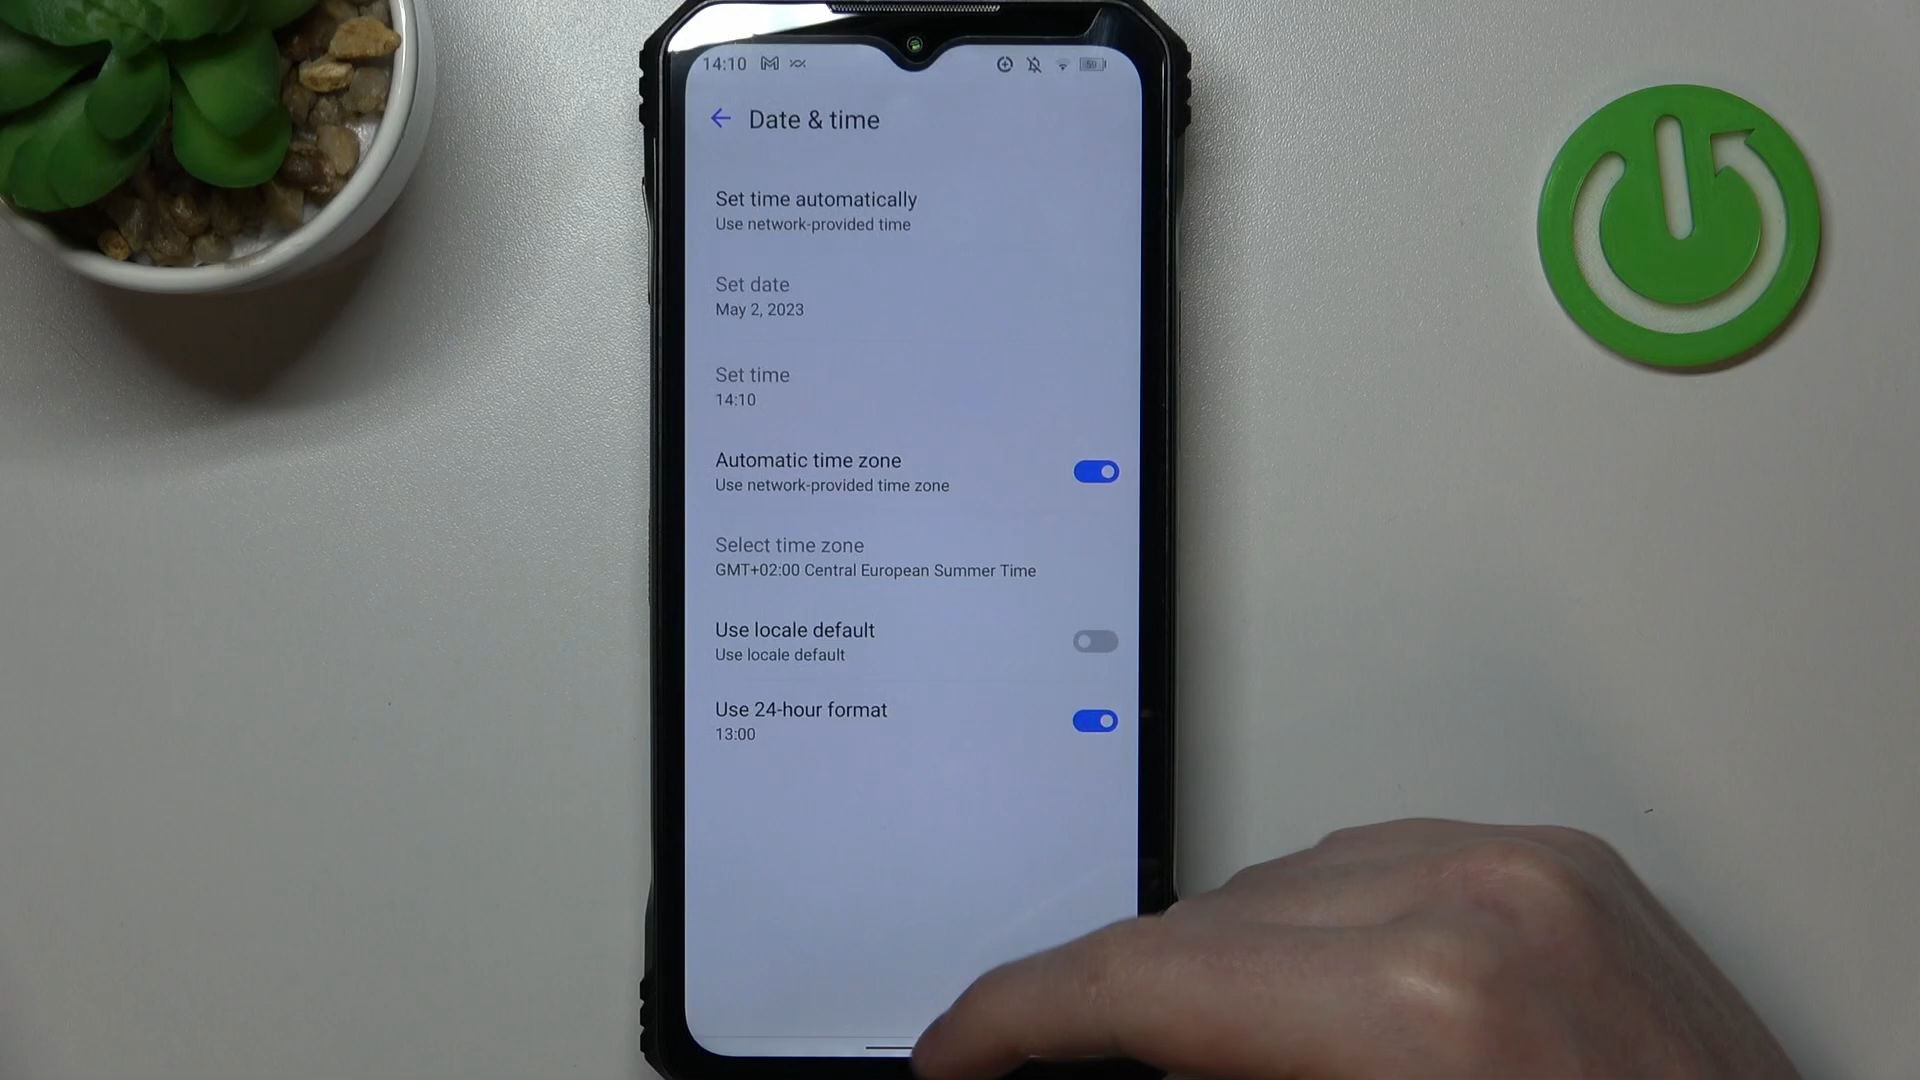 14:10
59
Date & time
Set time automatically
Use network-provided time
Set date
May 2, 2023
Set time
14:10
Automatic time zone
Use network-provided time zone
Select time zone
GMT+02:00 Central European Summer Time
Use locale default
Use locale default
Use 24-hour format
13:00